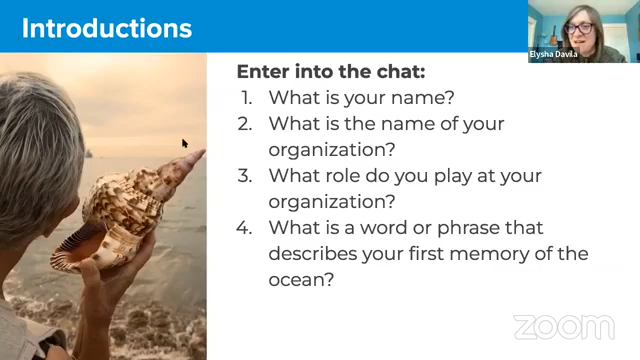 Introductions
Elysha Davila
Enter into the chat:
1. What is your name?
2. What is the name of your
organization?
3. What role do you play at your
organization?
4. What is a word or phrase that
describes your first memory of the
ocean?
zoom